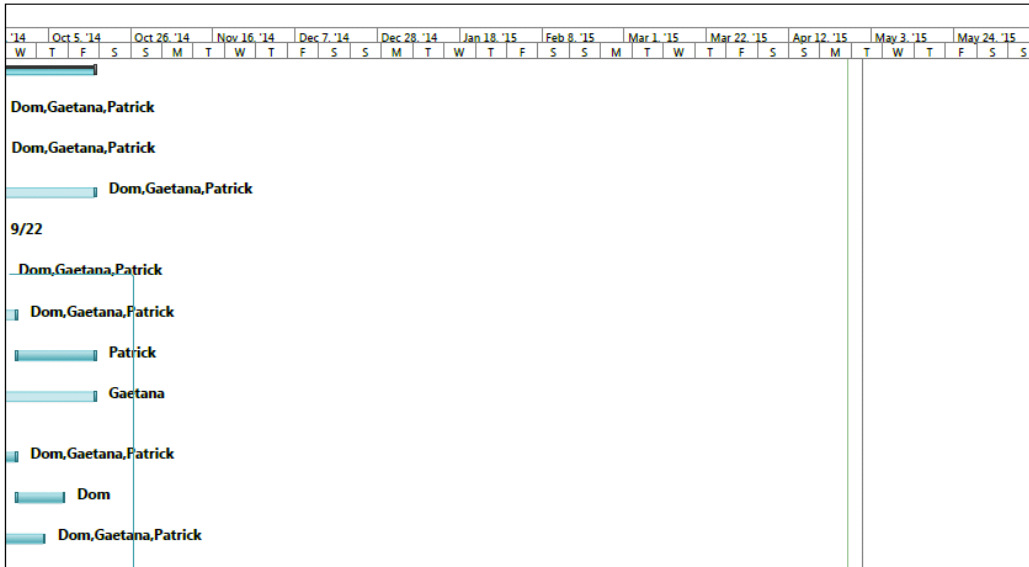 '14 Oct 5, '14 Oct 26, '14 Nov 16, '14 Dec 7, '14 Dec 28, '14 Jan 18, '15 Feb 8, '15 Mar 1, '15 Mar 22, '15 Apr 12, '15 May 3, '15 May 24, '15
W T F S S M T W T F S S M T W T F S S M T W T F S S M T W T F S S
Dom,Gaetana,Patrick
Dom,Gaetana,Patrick
Dom,Gaetana,Patrick
9/22
Dom,Gaetana,Patrick
Dom,Gaetana,Patrick
Patrick
Gaetana
Dom,Gaetana,Patrick
Dom
Dom,Gaetana,Patrick